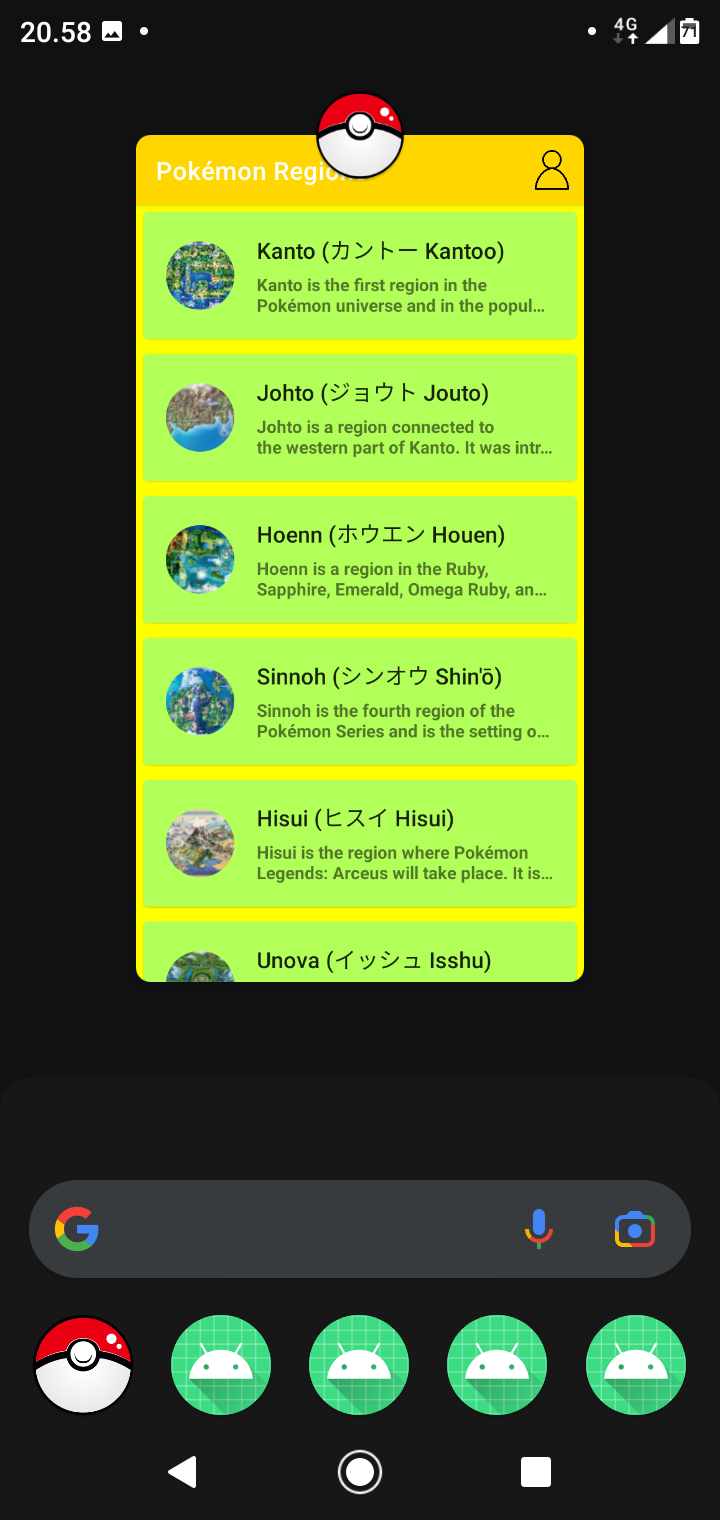 20.58
4G
71
Pokémon Regio
Kanto (カントー Kantoo)
Kanto is the first region in the
Pokémon universe and in the popul…
Johto (ジョウト Jouto)
Johto is a region connected to
the western part of Kanto. It was intr…
Hoenn (ホウエン Houen)
Hoenn is a region in the Ruby,
Sapphire, Emerald, Omega Ruby, an…
Sinnoh (シンオウ Shin'ō)
Sinnoh is the fourth region of the
Pokémon Series and is the setting o…
Hisui (ヒスイ Hisui)
Hisui is the region where Pokémon
Legends: Arceus will take place. It is…
Unova (イッシュ Isshu)